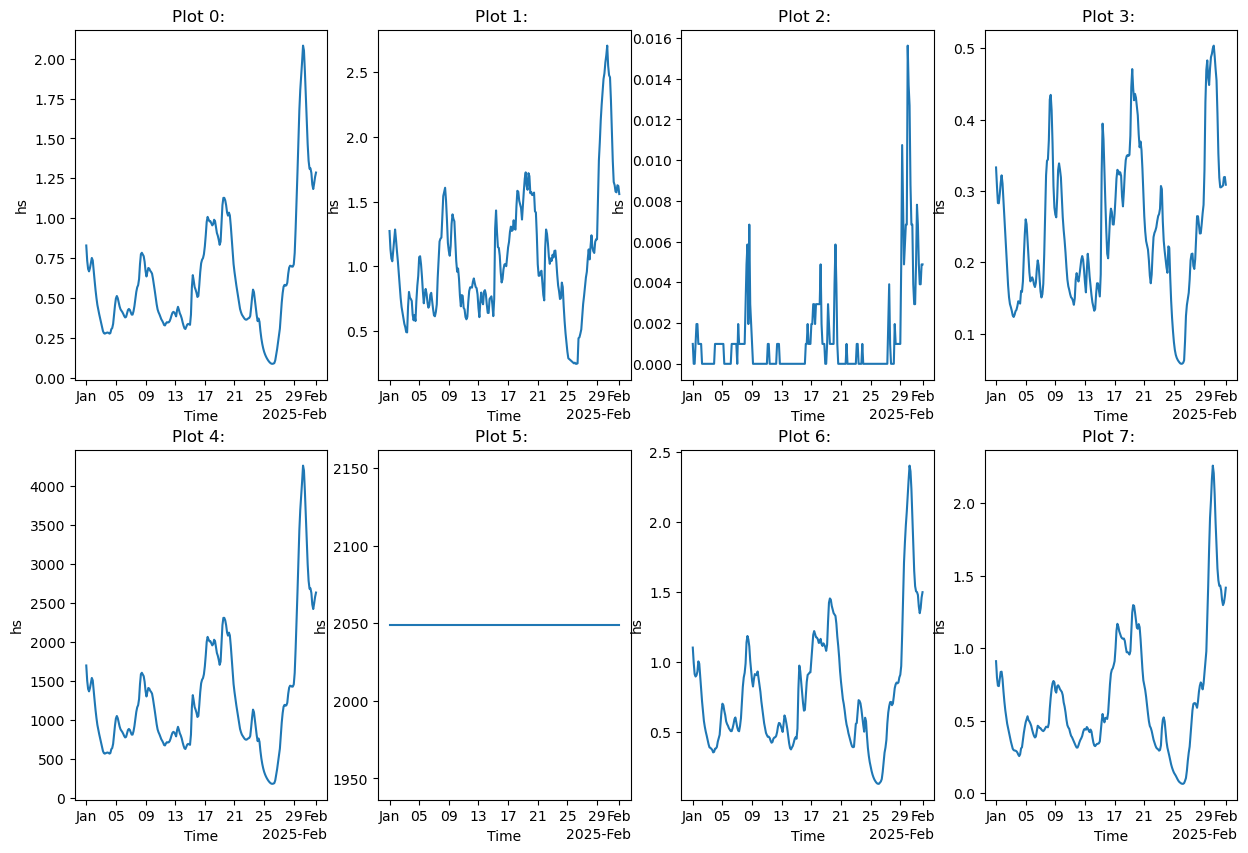 Plot 0: Plot 1: Plot 2: Plot 3:
2.00
1.75
1.50
1.25
1.00
0.75
0.50
0.25
0.00
hs
Jan 05 09 13 17 21 25 29 Feb
Time 2025-Feb
2.5
2.0
1.5
1.0
0.5
hs
Jan 05 09 13 17 21 25 29 Feb
Time 2025-Feb
0.016
0.014
0.012
0.010
0.008
0.006
0.004
0.002
0.000
hs
Jan 05 09 13 17 21 25 29 Feb
Time 2025-Feb
0.5
0.4
0.3
0.2
0.1
hs
Jan 05 09 13 17 21 25 29 Feb
Time 2025-Feb
Plot 4: Plot 5: Plot 6: Plot 7:
4000
3500
3000
2500
2000
1500
1000
500
0
hs
Jan 05 09 13 17 21 25 29 Feb
Time 2025-Feb
2150
2100
2050
2000
1950
hs
Jan 05 09 13 17 21 25 29 Feb
Time 2025-Feb
2.5
2.0
1.5
1.0
0.5
hs
Jan 05 09 13 17 21 25 29 Feb
Time 2025-Feb
2.0
1.5
1.0
0.5
0.0
hs
Jan 05 09 13 17 21 25 29 Feb
Time 2025-Feb